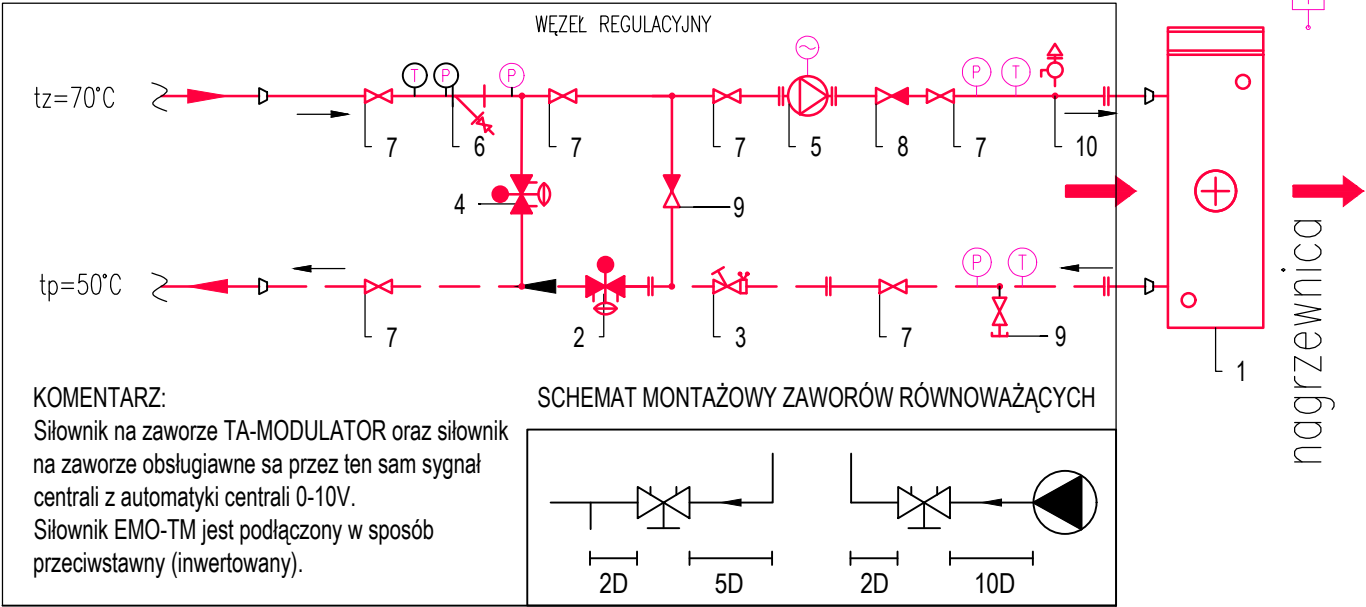 WĘZEŁ REGULACYJNY
tz=70°C
T P P P T
7 6 7 7 5 8 7 10
4 9
tp=50°C
P T
7 2 3 7 9
1
nagrzewnica
KOMENTARZ:
Siłownik na zaworze TA-MODULATOR oraz siłownik
na zaworze obsługiawne sa przez ten sam sygnał
centrali z automatyki centrali 0-10V.
Siłownik EMO-TM jest podłączony w sposób
przeciwstawny (inwertowany).
SCHEMAT MONTAŻOWY ZAWORÓW RÓWNOWAŻĄCYCH
2D 5D 2D 10D